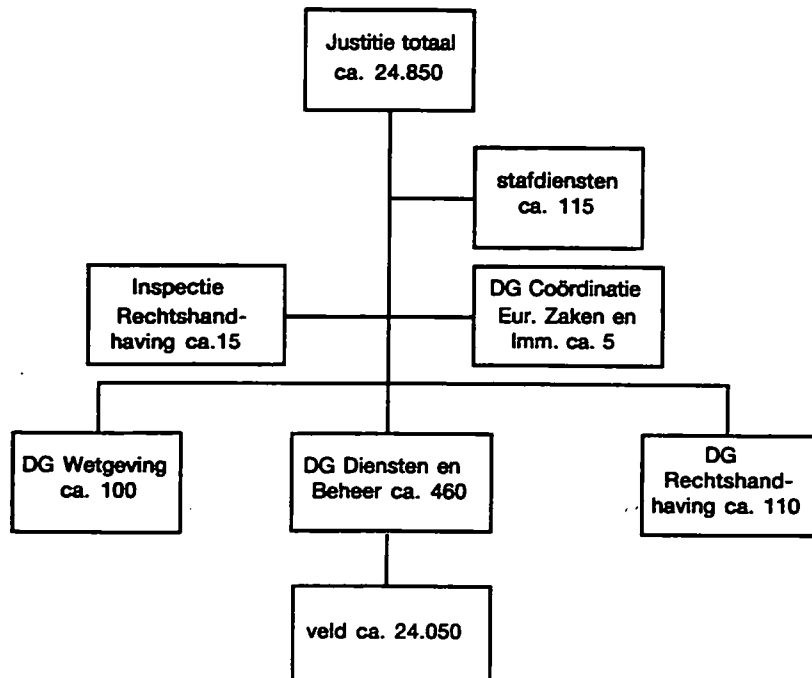 Justitie totaal
ca. 24.850
stafdiensten
ca. 115
Inspectie
Rechtshand-
having ca.15
DG Coördinatie
Eur. Zaken en
Imm. ca. 5
DG Wetgeving
ca. 100
DG Diensten en
Beheer ca. 460
DG
Rechtshand-
having ca. 110
veld ca. 24.050